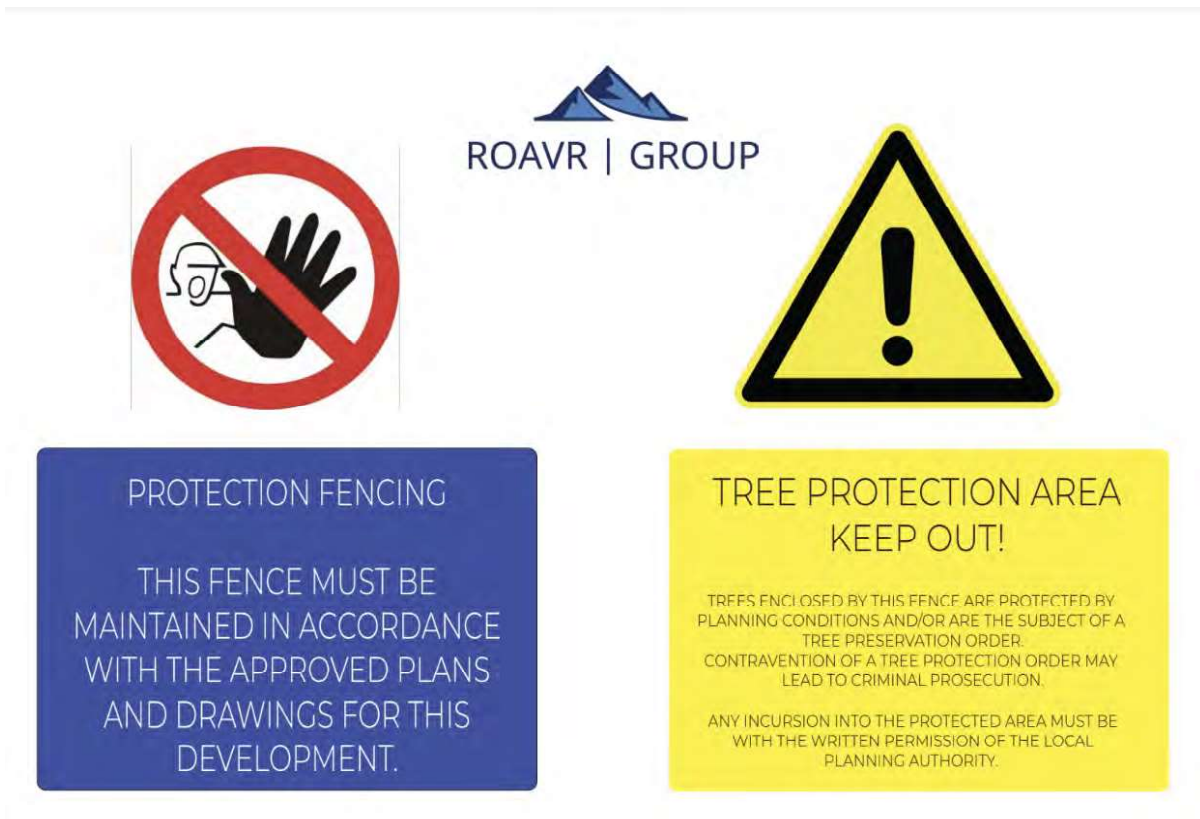 ROAVR | GROUP
PROTECTION FENCING
THIS FENCE MUST BE
MAINTAINED IN ACCORDANCE
WITH THE APPROVED PLANS
AND DRAWINGS FOR THIS
DEVELOPMENT.
TREE PROTECTION AREA
KEEP OUT!
TREES ENCLOSED BY THIS FENCE ARE PROTECTED BY
PLANNING CONDITIONS AND/OR ARE THE SUBJECT OF A
TREE PRESERVATION ORDER.
CONTRAVENTION OF A TREE PROTECTION ORDER MAY
LEAD TO CRIMINAL PROSECUTION.
ANY INCURSION INTO THE PROTECTED AREA MUST BE
WITH THE WRITTEN PERMISSION OF THE LOCAL
PLANNING AUTHORITY.